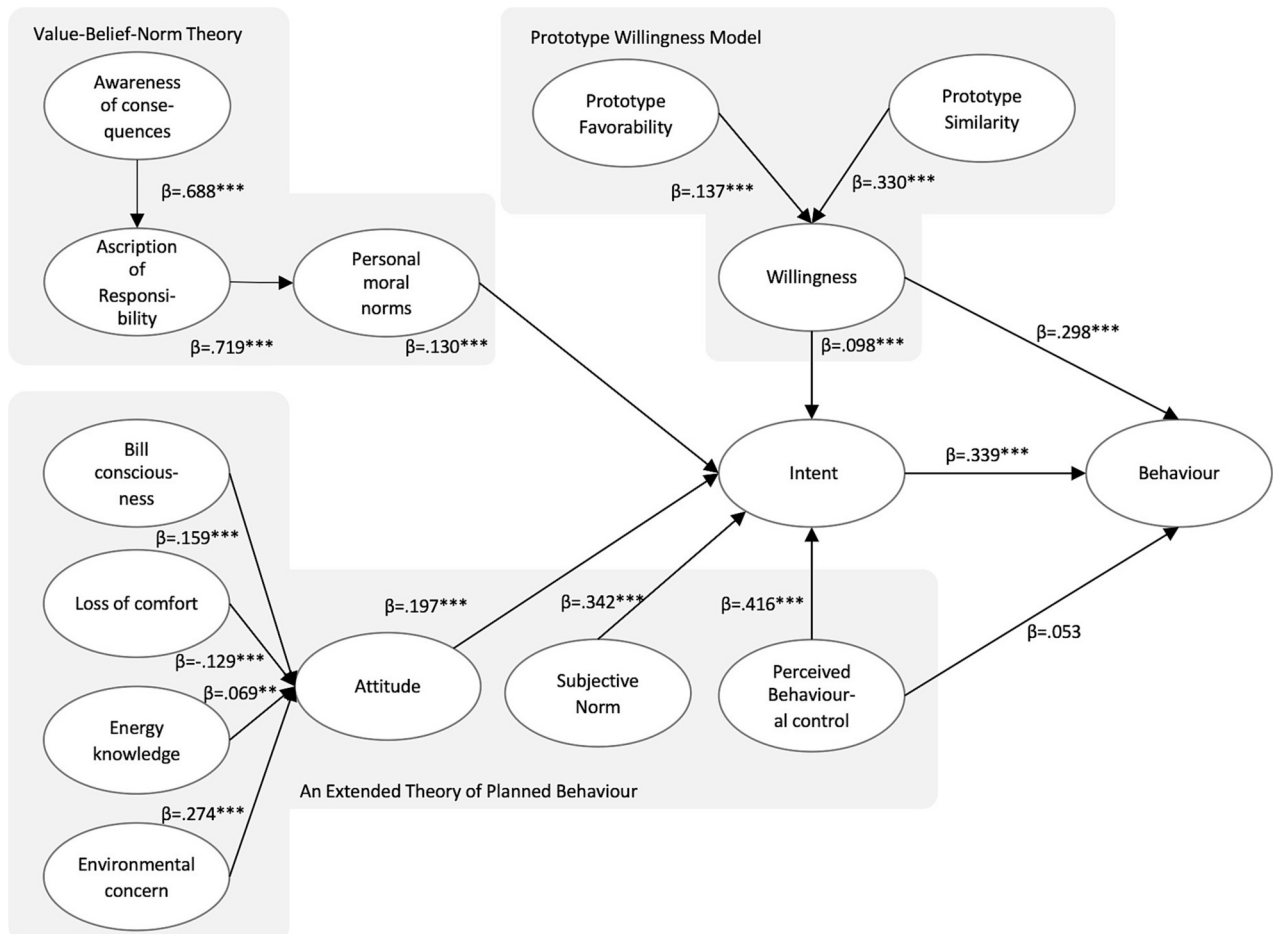 Value-Belief-Norm Theory
Awareness
of conse-
quences
β=.688***
Ascription
of
Responsi-
bility
β=.719***
Personal
moral
norms
β=.130***
Prototype Willingness Model
Prototype
Favorability
Prototype
Similarity
β=.137***
β=.330***
Willingness
β=.098***
β=.298***
Intent
β=.339***
Behaviour
Bill
conscious-
ness
β=.159***
Loss of comfort
β=-.129***
β=.069**
Energy
knowledge
β=.274***
Environmental
concern
Attitude
β=.197***
β=.342***
β=.416***
β=.053
Subjective
Norm
Perceived
Behaviour-
al control
An Extended Theory of Planned Behaviour